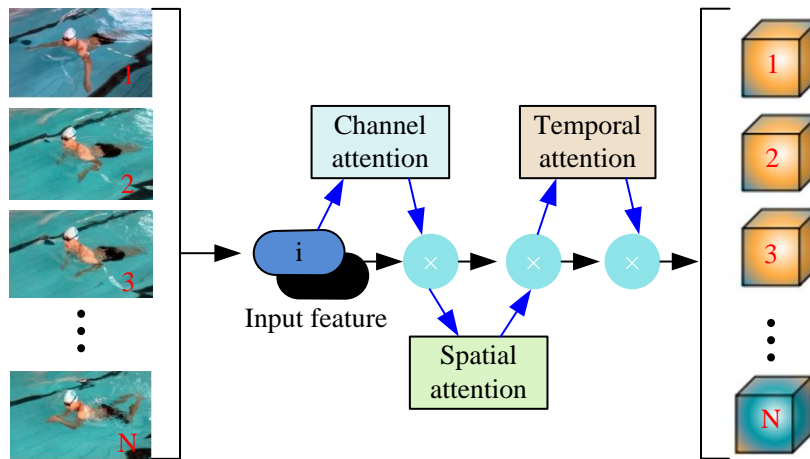 1
2
3
N
Channel
attention
Temporal
attention
i
×
×
×
Input feature
Spatial
attention
1
2
3
N